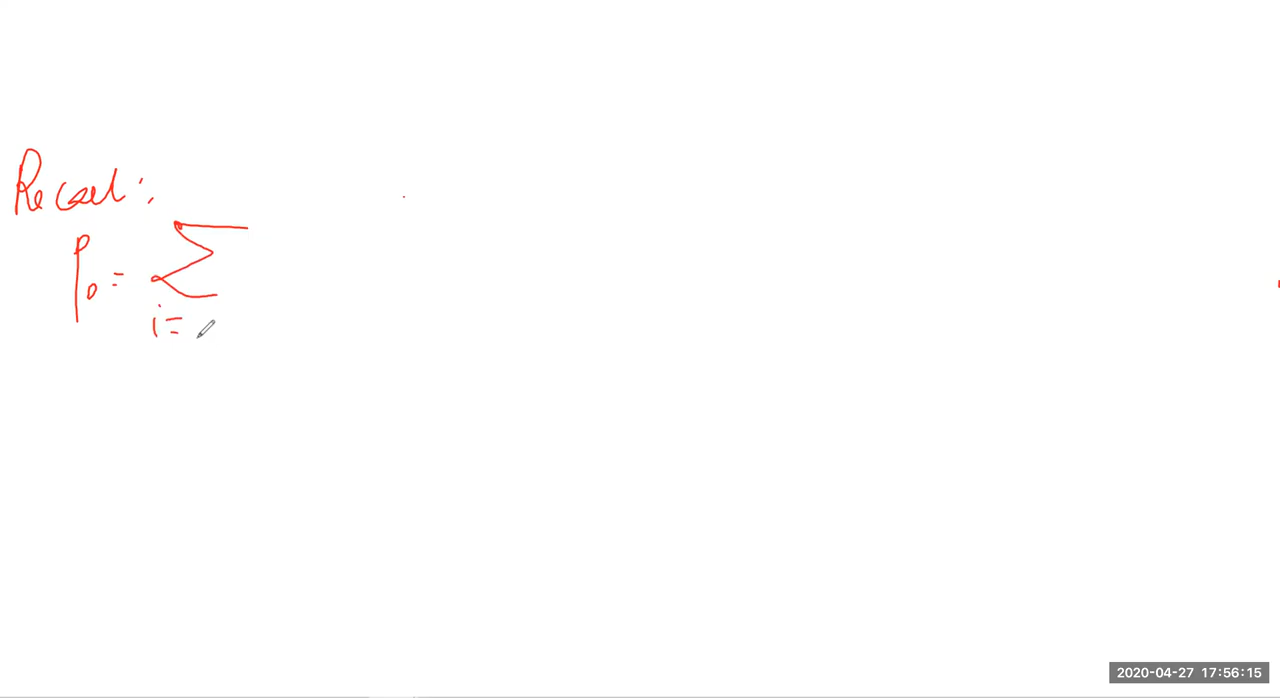 Recall:
p₀ = Σ
i =
2020-04-27 17:56:15